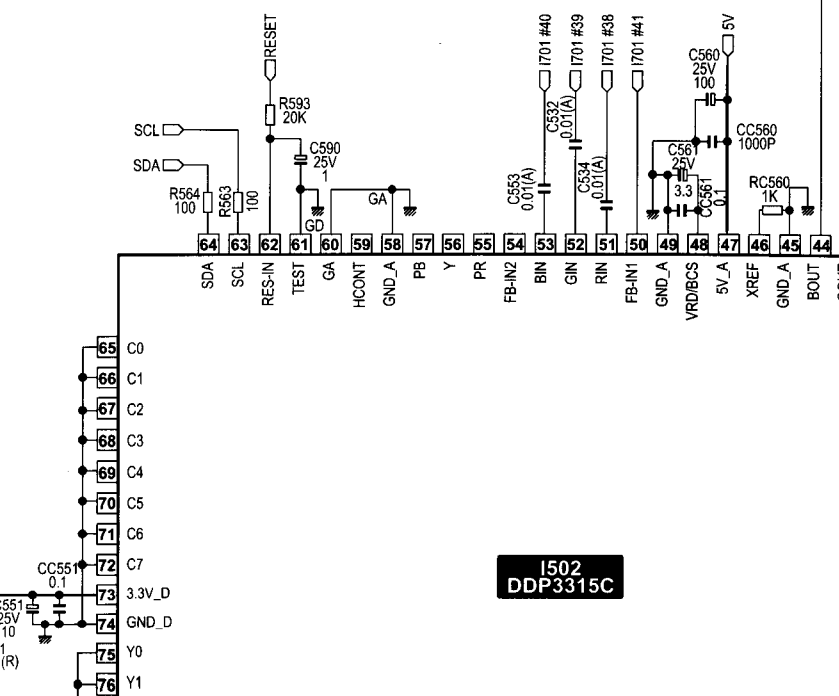 RESET
I701 #40
I701 #39
I701 #38
I701 #41
5V
C560
25V
100
R593
20K
C532
0.01(A)
SCL
CC560
1000P
C590
25V
1
C561
25V
3.3
SDA
C553
0.01(A)
C534
0.01(A)
CC561
0.1
RC560
1K
R564
100
R563
100
GA
GD
64
63
62
61
60
59
58
57
56
55
54
53
52
51
50
49
48
47
46
45
44
SDA
SCL
RES-IN
TEST
GA
HCONT
GND_A
PB
Y
PR
FB-IN2
BIN
GIN
RIN
FB-IN1
GND_A
VRD/BCS
5V_A
XREF
GND_A
BOUT
65 C0
66 C1
67 C2
68 C3
69 C4
70 C5
71 C6
72 C7
CC551
0.1
73 3.3V_D
C551
25V
10
74 GND_D
1
(R)
75 Y0
76 Y1
I502
DDP3315C